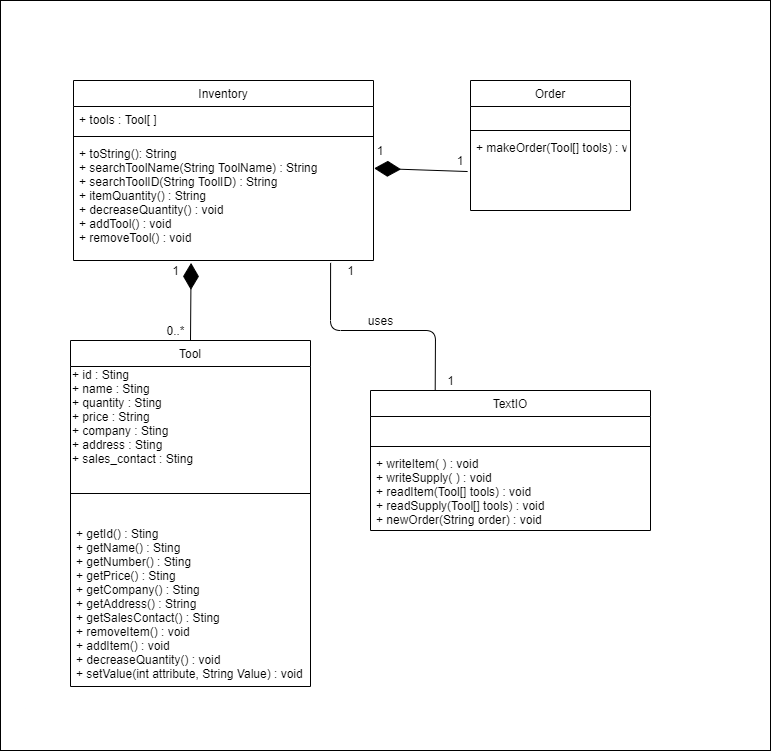 Inventory
+ tools : Tool[ ]
+ toString(): String
+ searchToolName(String ToolName) : String
+ searchToolID(String ToolID) : String
+ itemQuantity() : String
+ decreaseQuantity() : void
+ addTool() : void
+ removeTool() : void
1
1
Order
+ makeOrder(Tool[] tools) : v
1
0..*
1
uses
1
Tool
+ id : Sting
+ name : Sting
+ quantity : Sting
+ price : String
+ company : Sting
+ address : Sting
+ sales_contact : Sting
+ getId() : Sting
+ getName() : Sting
+ getNumber() : Sting
+ getPrice() : Sting
+ getCompany() : Sting
+ getAddress() : String
+ getSalesContact() : Sting
+ removeItem() : void
+ addItem() : void
+ decreaseQuantity() : void
+ setValue(int attribute, String Value) : void
TextIO
+ writeItem( ) : void
+ writeSupply( ) : void
+ readItem(Tool[] tools) : void
+ readSupply(Tool[] tools) : void
+ newOrder(String order) : void